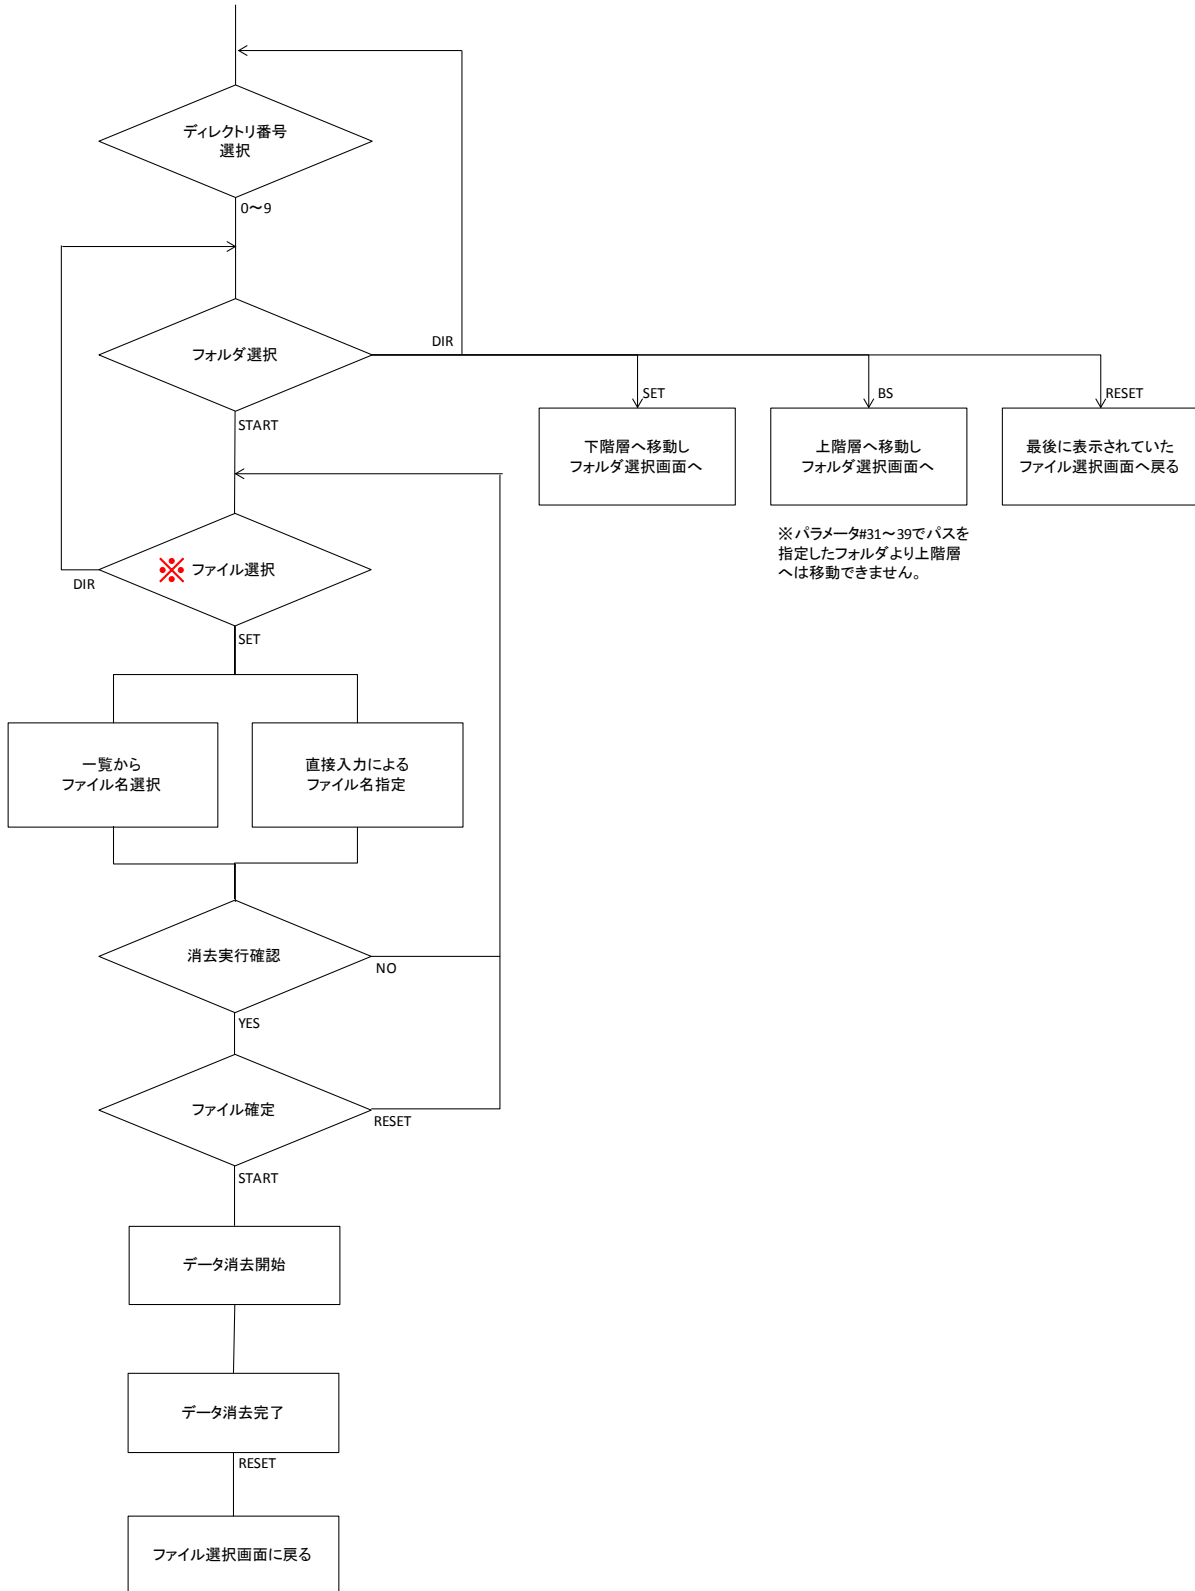 ディレクトリ番号
選択
0～9
フォルダ選択
DIR
SET
BS
RESET
START
下階層へ移動し
フォルダ選択画面へ
上階層へ移動し
フォルダ選択画面へ
最後に表示されていた
ファイル選択画面へ戻る
※パラメータ#31～39でパスを
指定したフォルダより上階層
へは移動できません。
※ ファイル選択
DIR
SET
一覧から
ファイル名選択
直接入力による
ファイル名指定
消去実行確認
NO
YES
ファイル確定
RESET
START
データ消去開始
データ消去完了
RESET
ファイル選択画面に戻る